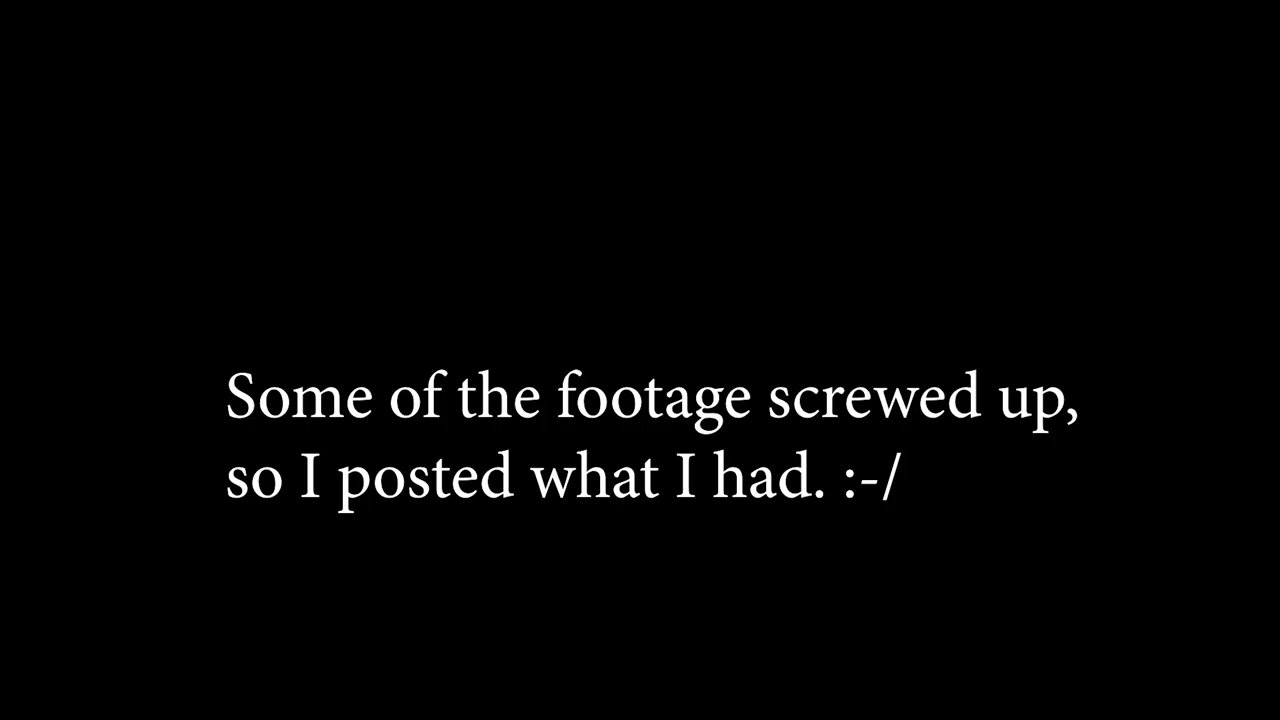 Some of the footage screwed up,
so I posted what I had. :-/